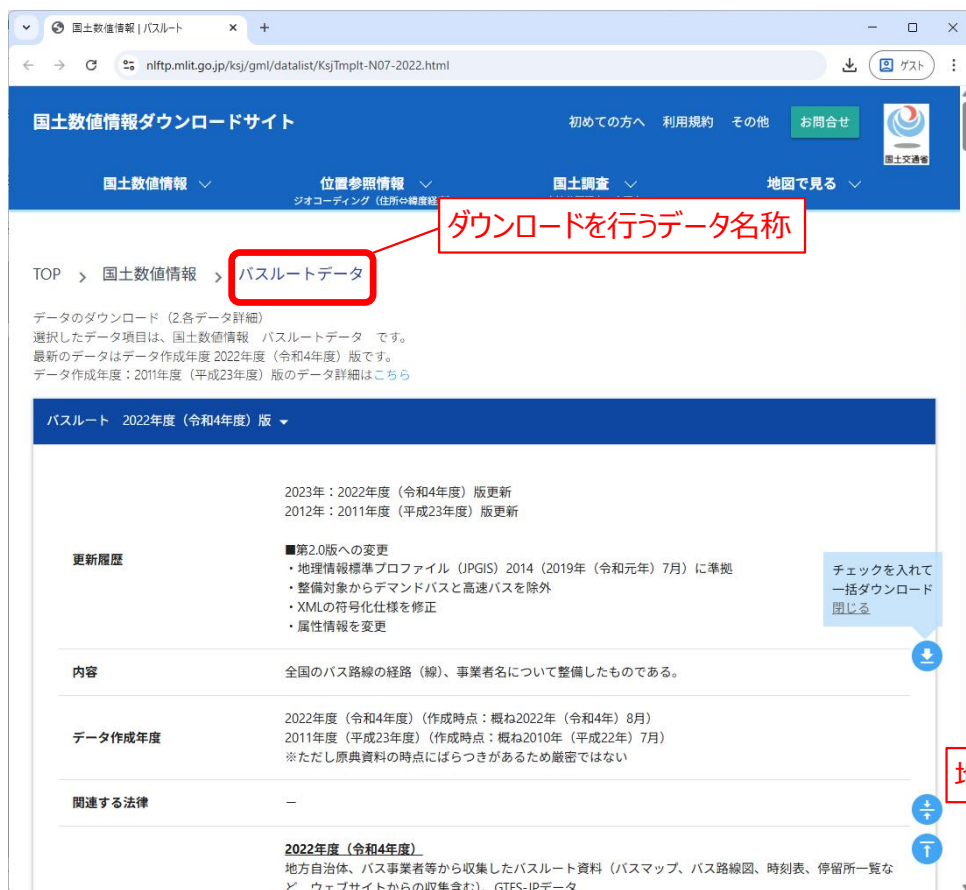 国土数値情報 | バスルート
nlftp.mlit.go.jp/ksj/gml/datalist/KsjTmplt-N07-2022.html
ゲスト
国土数値情報ダウンロードサイト
初めての方へ 利用規約 その他 お問合せ
国土交通省
国土数値情報 位置参照情報 国土調査 地図で見る
ジオコーディング（住所⇔緯度経
ダウンロードを行うデータ名称
TOP > 国土数値情報 > バスルートデータ
データのダウンロード（2.各データ詳細）
選択したデータ項目は、国土数値情報 バスルートデータ です。
最新のデータはデータ作成年度 2022年度（令和4年度）版です。
データ作成年度：2011年度（平成23年度）版のデータ詳細はこちら
バスルート 2022年度（令和4年度）版
2023年：2022年度（令和4年度）版更新
2012年：2011年度（平成23年度）版更新
更新履歴
■第2.0版への変更
・地理情報標準プロファイル（JPGIS）2014（2019年（令和元年）7月）に準拠
・整備対象からデマンドバスと高速バスを除外
・XMLの符号化仕様を修正
・属性情報を変更
チェックを入れて
一括ダウンロード
閉じる
内容
全国のバス路線の経路（線）、事業者名について整備したものである。
データ作成年度
2022年度（令和4年度）（作成時点：概ね2022年（令和4年）8月）
2011年度（平成23年度）（作成時点：概ね2010年（平成22年）7月）
※ただし原典資料の時点にばらつきがあるため厳密ではない
関連する法律
－
2022年度（令和4年度）
地方自治体、バス事業者等から収集したバスルート資料（バスマップ、バス路線図、時刻表、停留所一覧な
ど、ウェブサイトからの収集含む）、GTFS-JPデータ